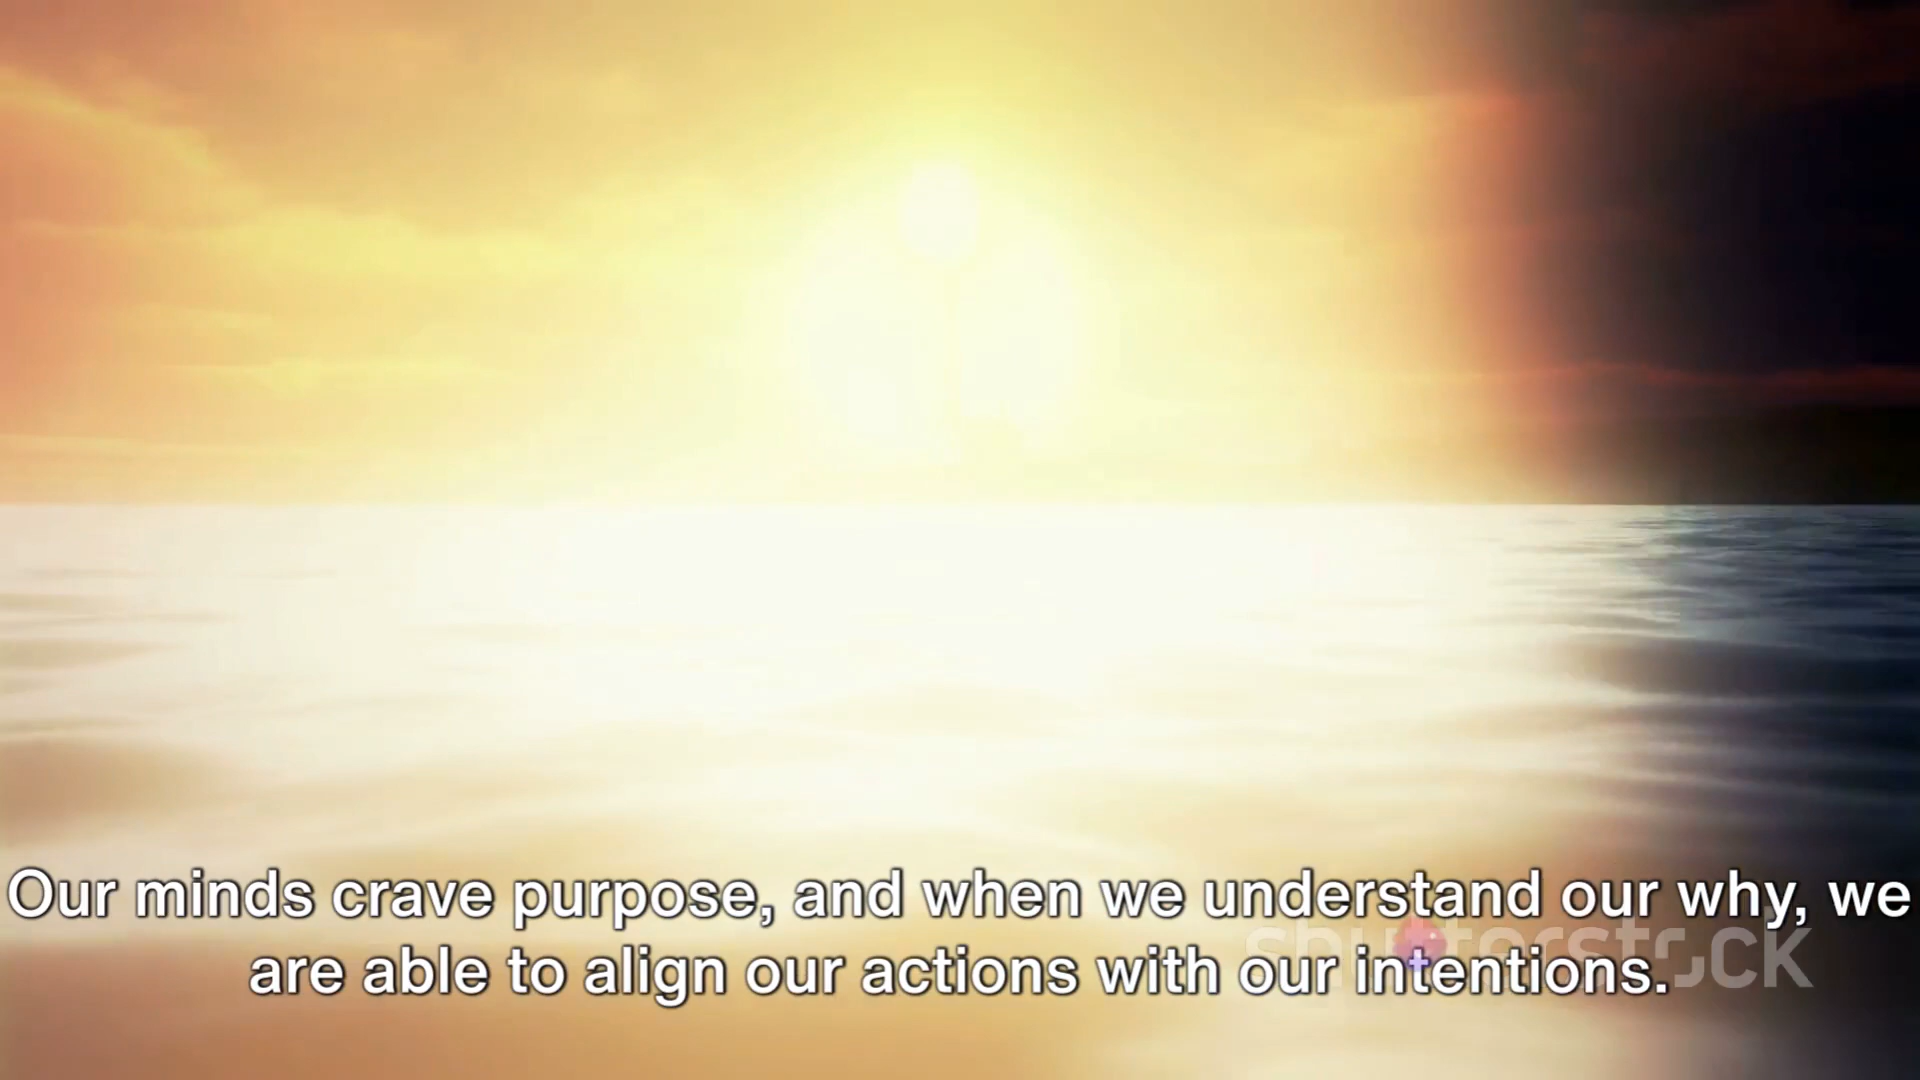 Our minds crave purpose, and when we understand our why, we
are able to align our actions with our intentions.
shutterstock